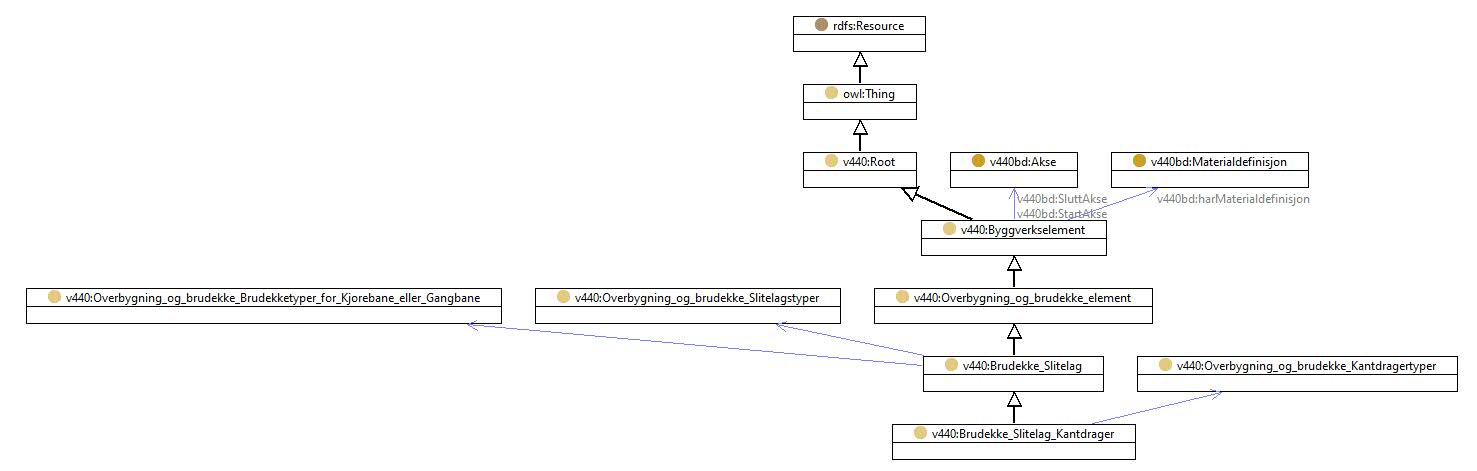 rdfs:Resource
owl:Thing
v440:Root
v440bd:Akse
v440bd:Materialdefinisjon
v440bd:SluttAkse
v440bd:harMaterialdefinisjon
v440bd:StartAkse
v440:Byggverkselement
v440:Overbygning_og_brudekke_Brudekketyper_for_Kjorebane_eller_Gangbane
v440:Overbygning_og_brudekke_Slitelagstyper
v440:Overbygning_og_brudekke_element
v440:Brudekke_Slitelag
v440:Overbygning_og_brudekke_Kantdragertyper
v440:Brudekke_Slitelag_Kantdrager